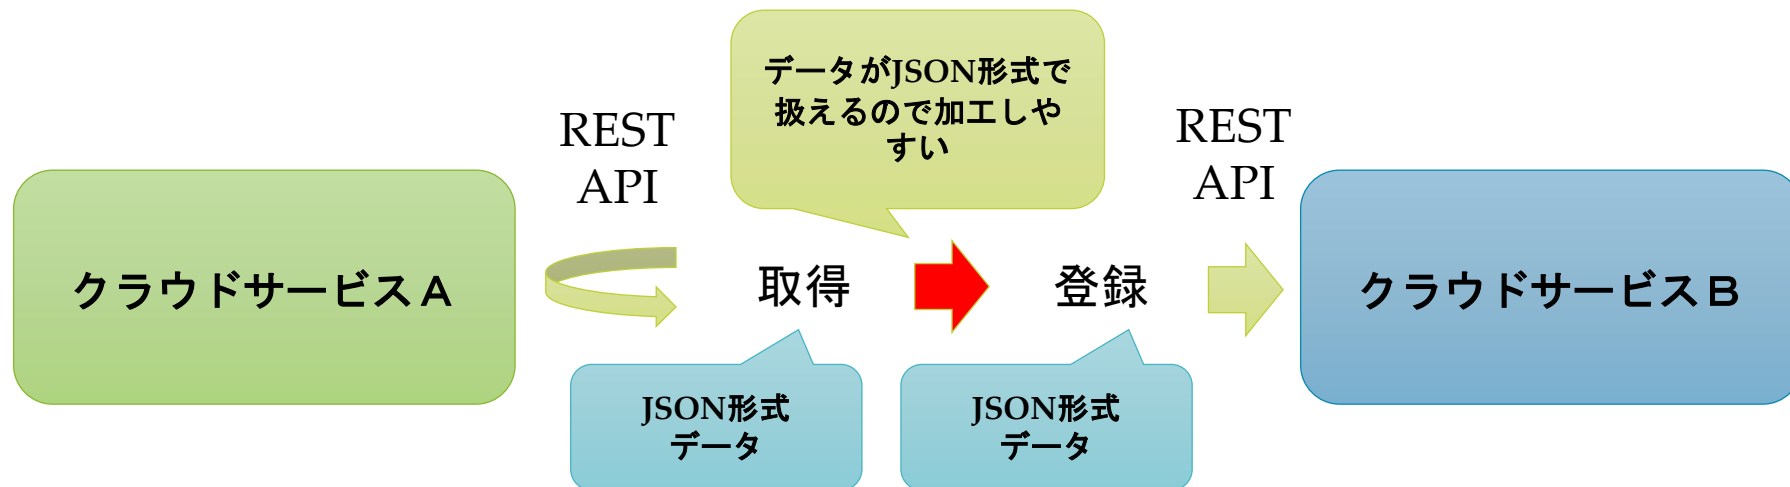 クラウドサービスA
REST
API
データがJSON形式で
扱えるので加工しや
すい
取得
登録
JSON形式
データ
JSON形式
データ
REST
API
クラウドサービスB